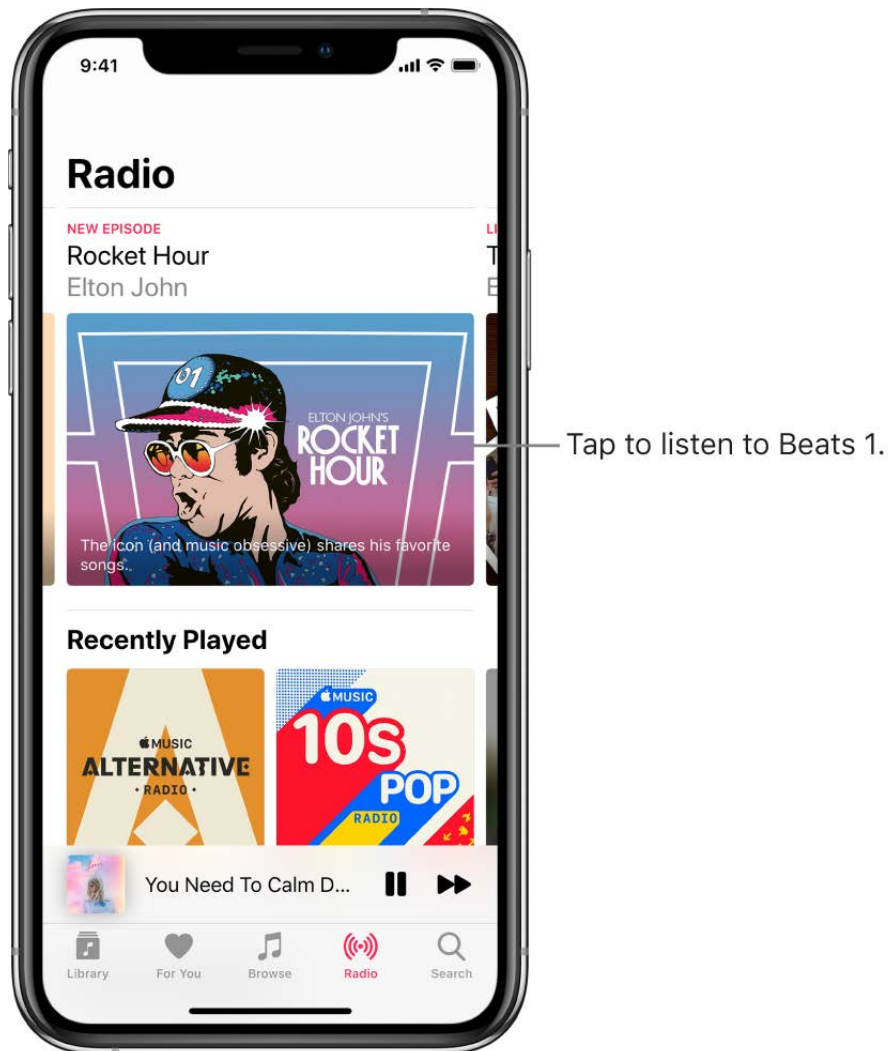 9:41
Radio
NEW EPISODE
Rocket Hour
Elton John
LI
T
E
01
ELTON JOHN'S
ROCKET
HOUR
The icon (and music obsessive) shares his favorite
songs.
Tap to listen to Beats 1.
Recently Played
MUSIC
ALTERNATIVE
• RADIO •
MUSIC
10s
POP
RADIO
You Need To Calm D...
Library
For You
Browse
Radio
Search